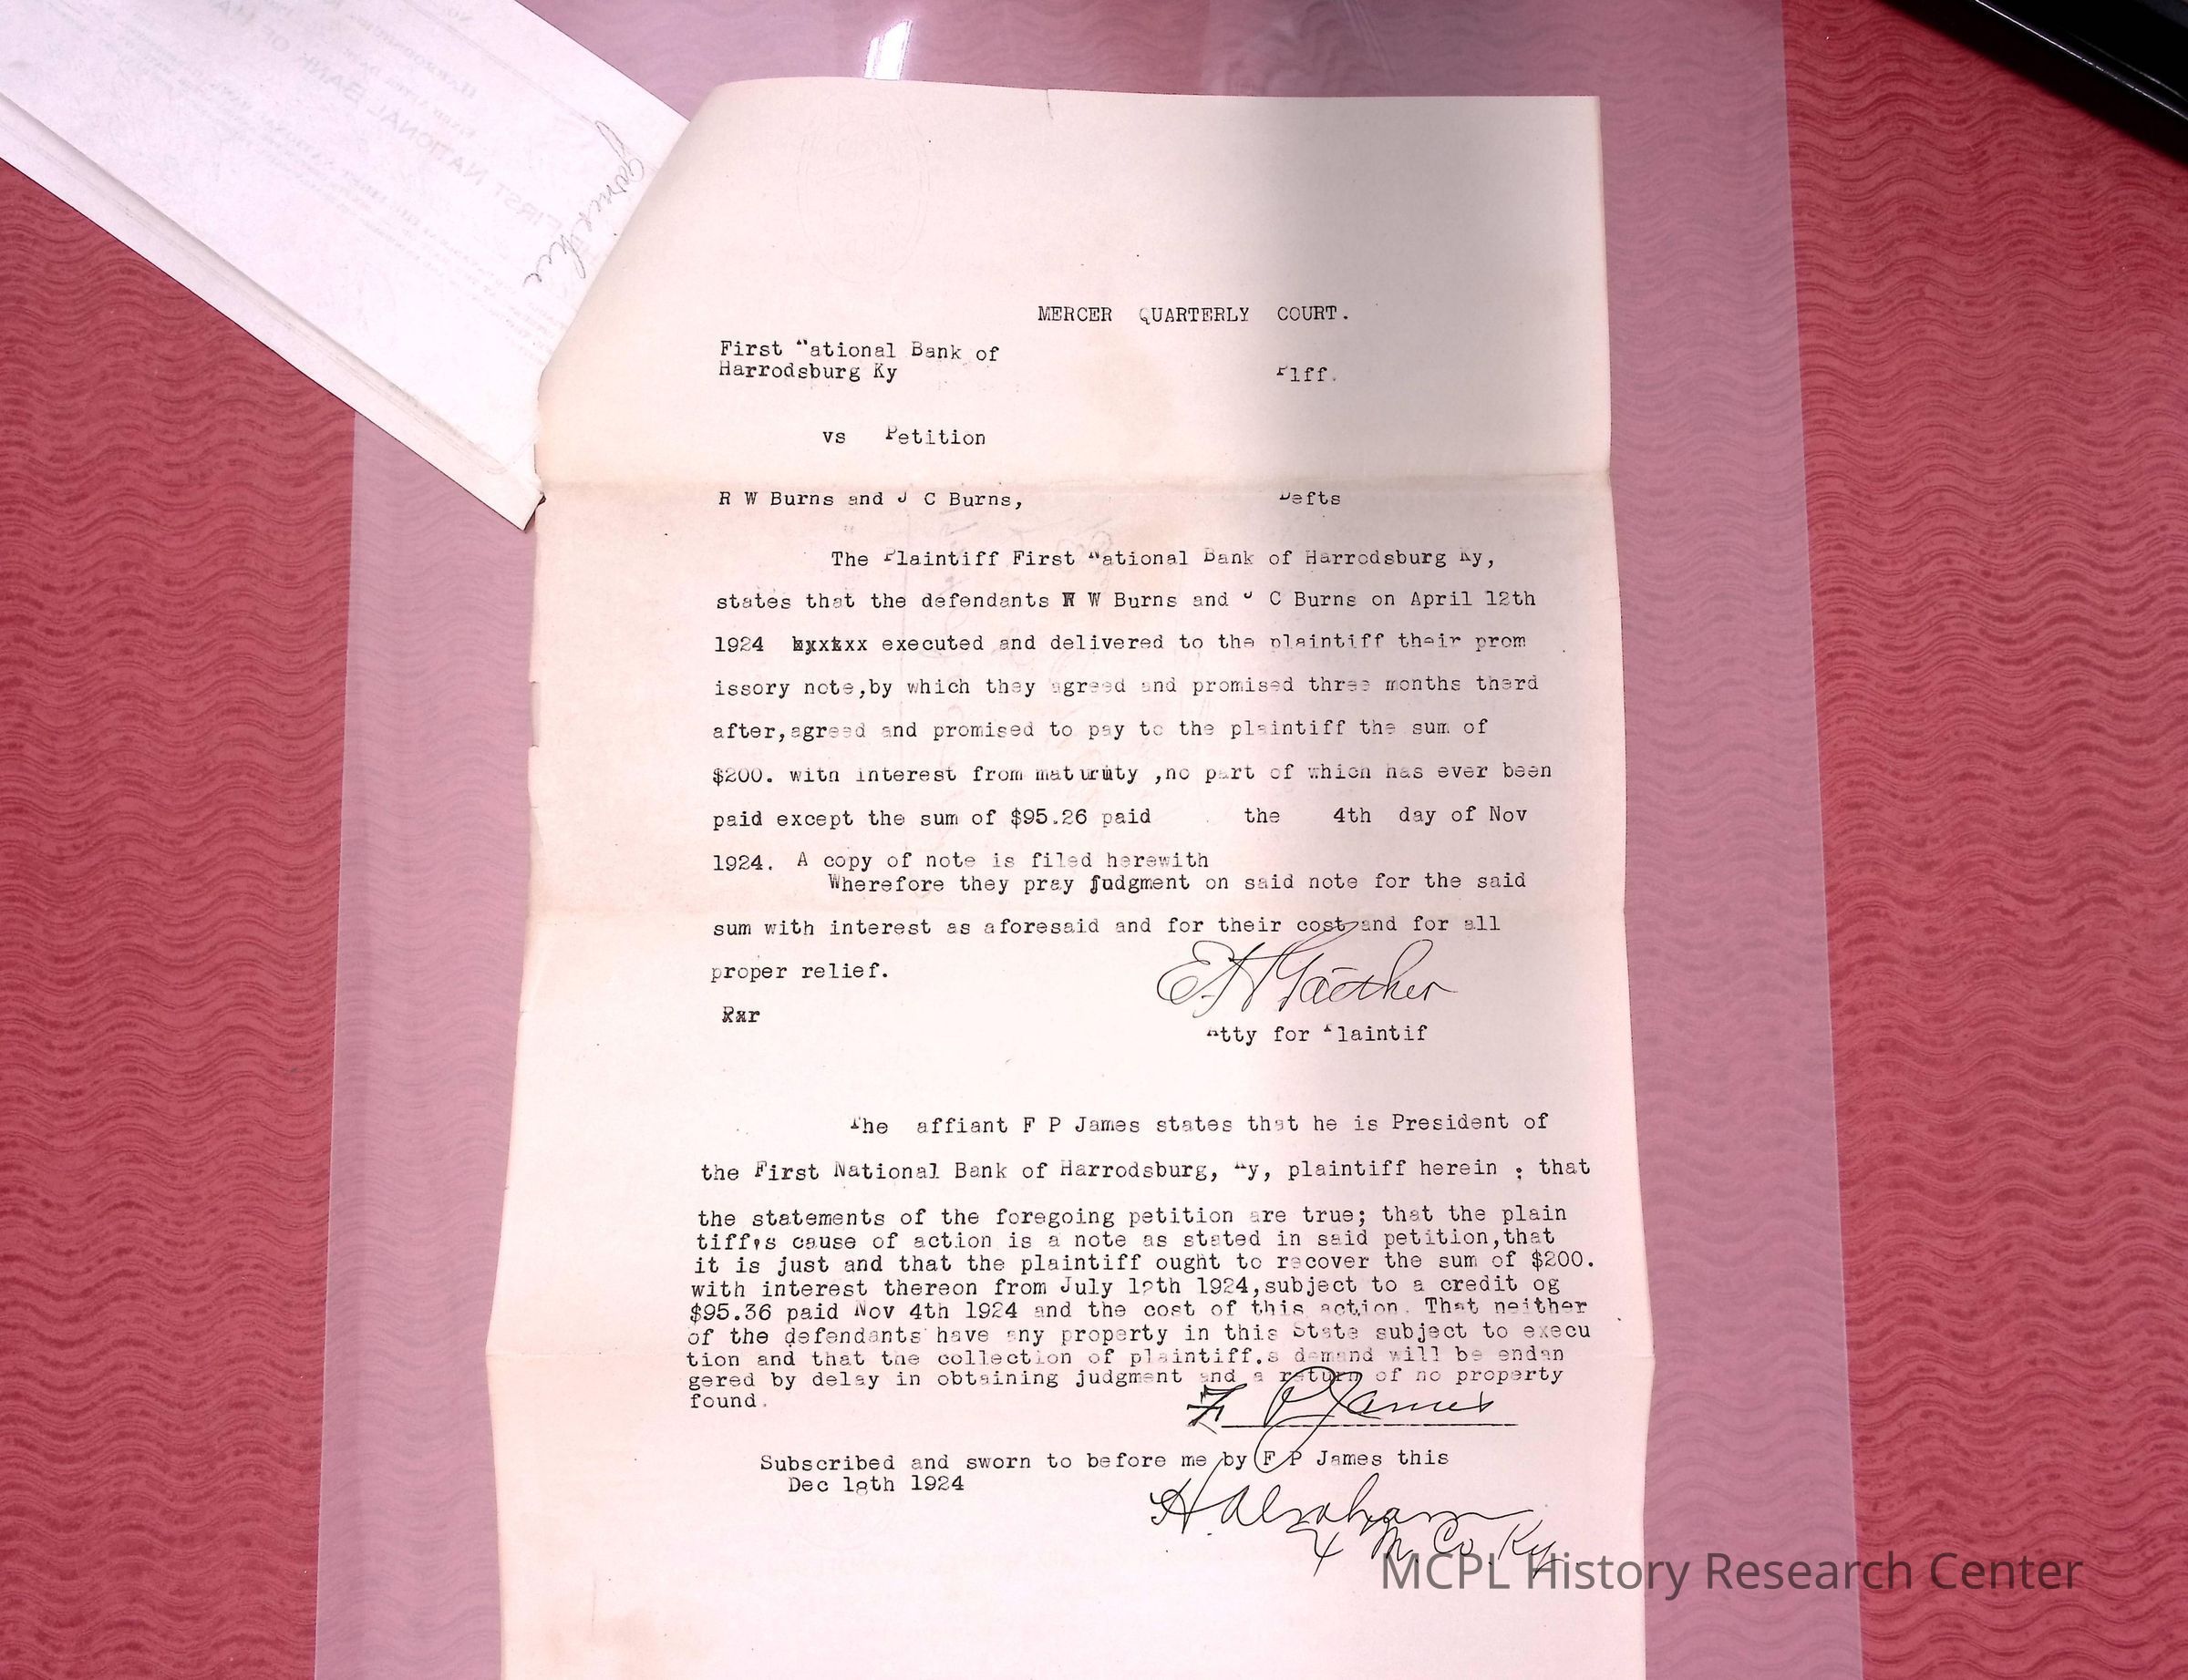 FIRST NATIONAL BANK OF
MERCER QUARTERLY COURT.
First National Bank of
Harrodsburg Ky Plff.
vs Petition
R W Burns and J C Burns, Defts
The Plaintiff First National Bank of Harrodsburg Ky,
states that the defendants R W Burns and J C Burns on April 12th
1924 executed and delivered to the plaintiff their prom
issory note,by which they agreed and promised three months therd
after,agreed and promised to pay to the plaintiff the sum of
$200. with interest from maturity ,no part of which has ever been
paid except the sum of $95.26 paid the 4th day of Nov
1924. A copy of note is filed herewith
Wherefore they pray judgment on said note for the said
sum with interest as aforesaid and for their cost and for all
proper relief.
E H Gaither
Rxr
Atty for Plaintif
The affiant F P James states that he is President of
the First National Bank of Harrodsburg, Ky, plaintiff herein ; that
the statements of the foregoing petition are true; that the plain
tiff's cause of action is a note as stated in said petition,that
it is just and that the plaintiff ought to recover the sum of $200.
with interest thereon from July 12th 1924,subject to a credit og
$95.36 paid Nov 4th 1924 and the cost of this action. That neither
of the defendants have any property in this State subject to execu
tion and that the collection of plaintiff.s demand will be endan
gered by delay in obtaining judgment and a return of no property
found.
F P James
Subscribed and sworn to before me by F P James this
Dec 18th 1924
H. Abraham
M. Co. Ky
MCPL History Research Center